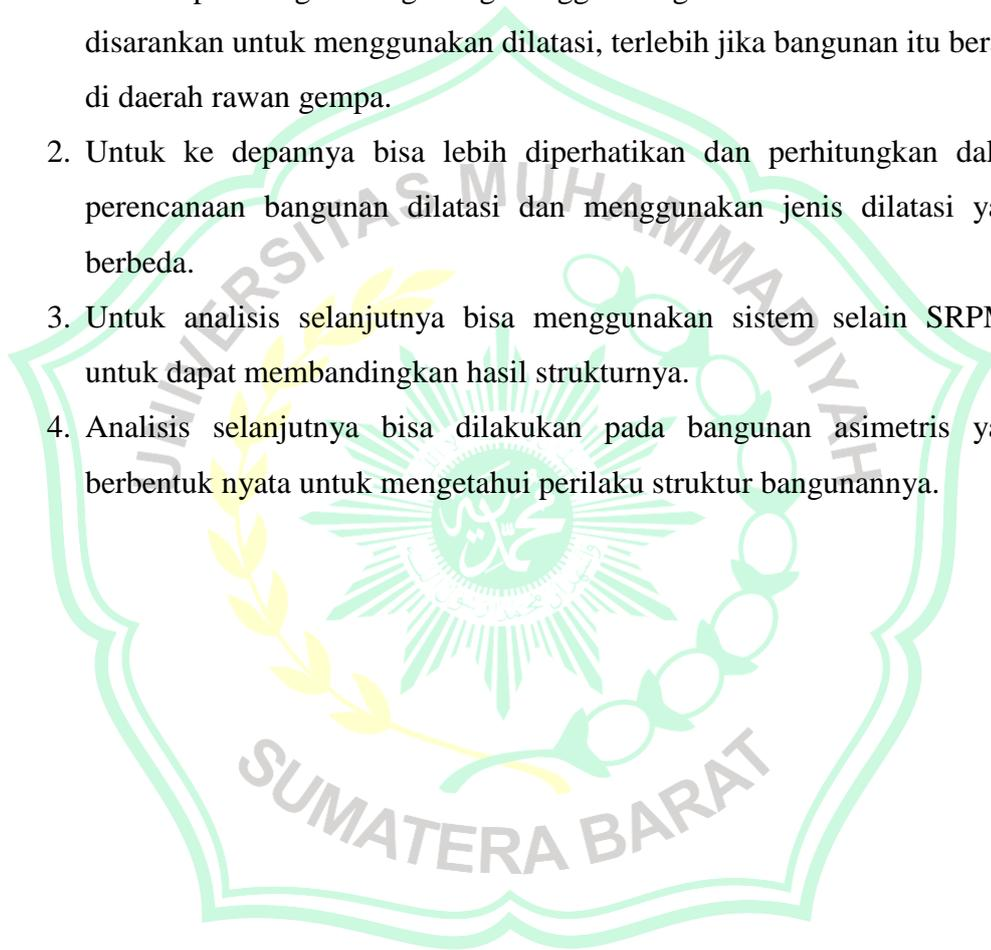 disarankan untuk menggunakan dilatasi, terlebih jika bangunan itu ber
di daerah rawan gempa.
2. Untuk ke depannya bisa lebih diperhatikan dan perhitungkan dal
perencanaan bangunan dilatasi dan menggunakan jenis dilatasi ya
berbeda.
3. Untuk analisis selanjutnya bisa menggunakan sistem selain SRPM
untuk dapat membandingkan hasil strukturnya.
4. Analisis selanjutnya bisa dilakukan pada bangunan asimetris ya
berbentuk nyata untuk mengetahui perilaku struktur bangunannya.
UNIVERSITAS MUHAMMADIYAH
SUMATERA BARAT